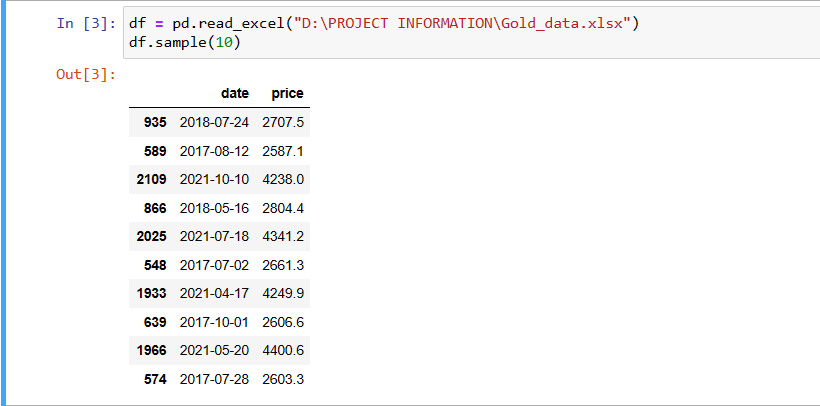 In [3]: df = pd.read_excel("D:\PROJECT INFORMATION\Gold_data.xlsx")
df.sample(10)
Out[3]:
date price
935 2018-07-24 2707.5
589 2017-08-12 2587.1
2109 2021-10-10 4238.0
866 2018-05-16 2804.4
2025 2021-07-18 4341.2
548 2017-07-02 2661.3
1933 2021-04-17 4249.9
639 2017-10-01 2606.6
1966 2021-05-20 4400.6
574 2017-07-28 2603.3